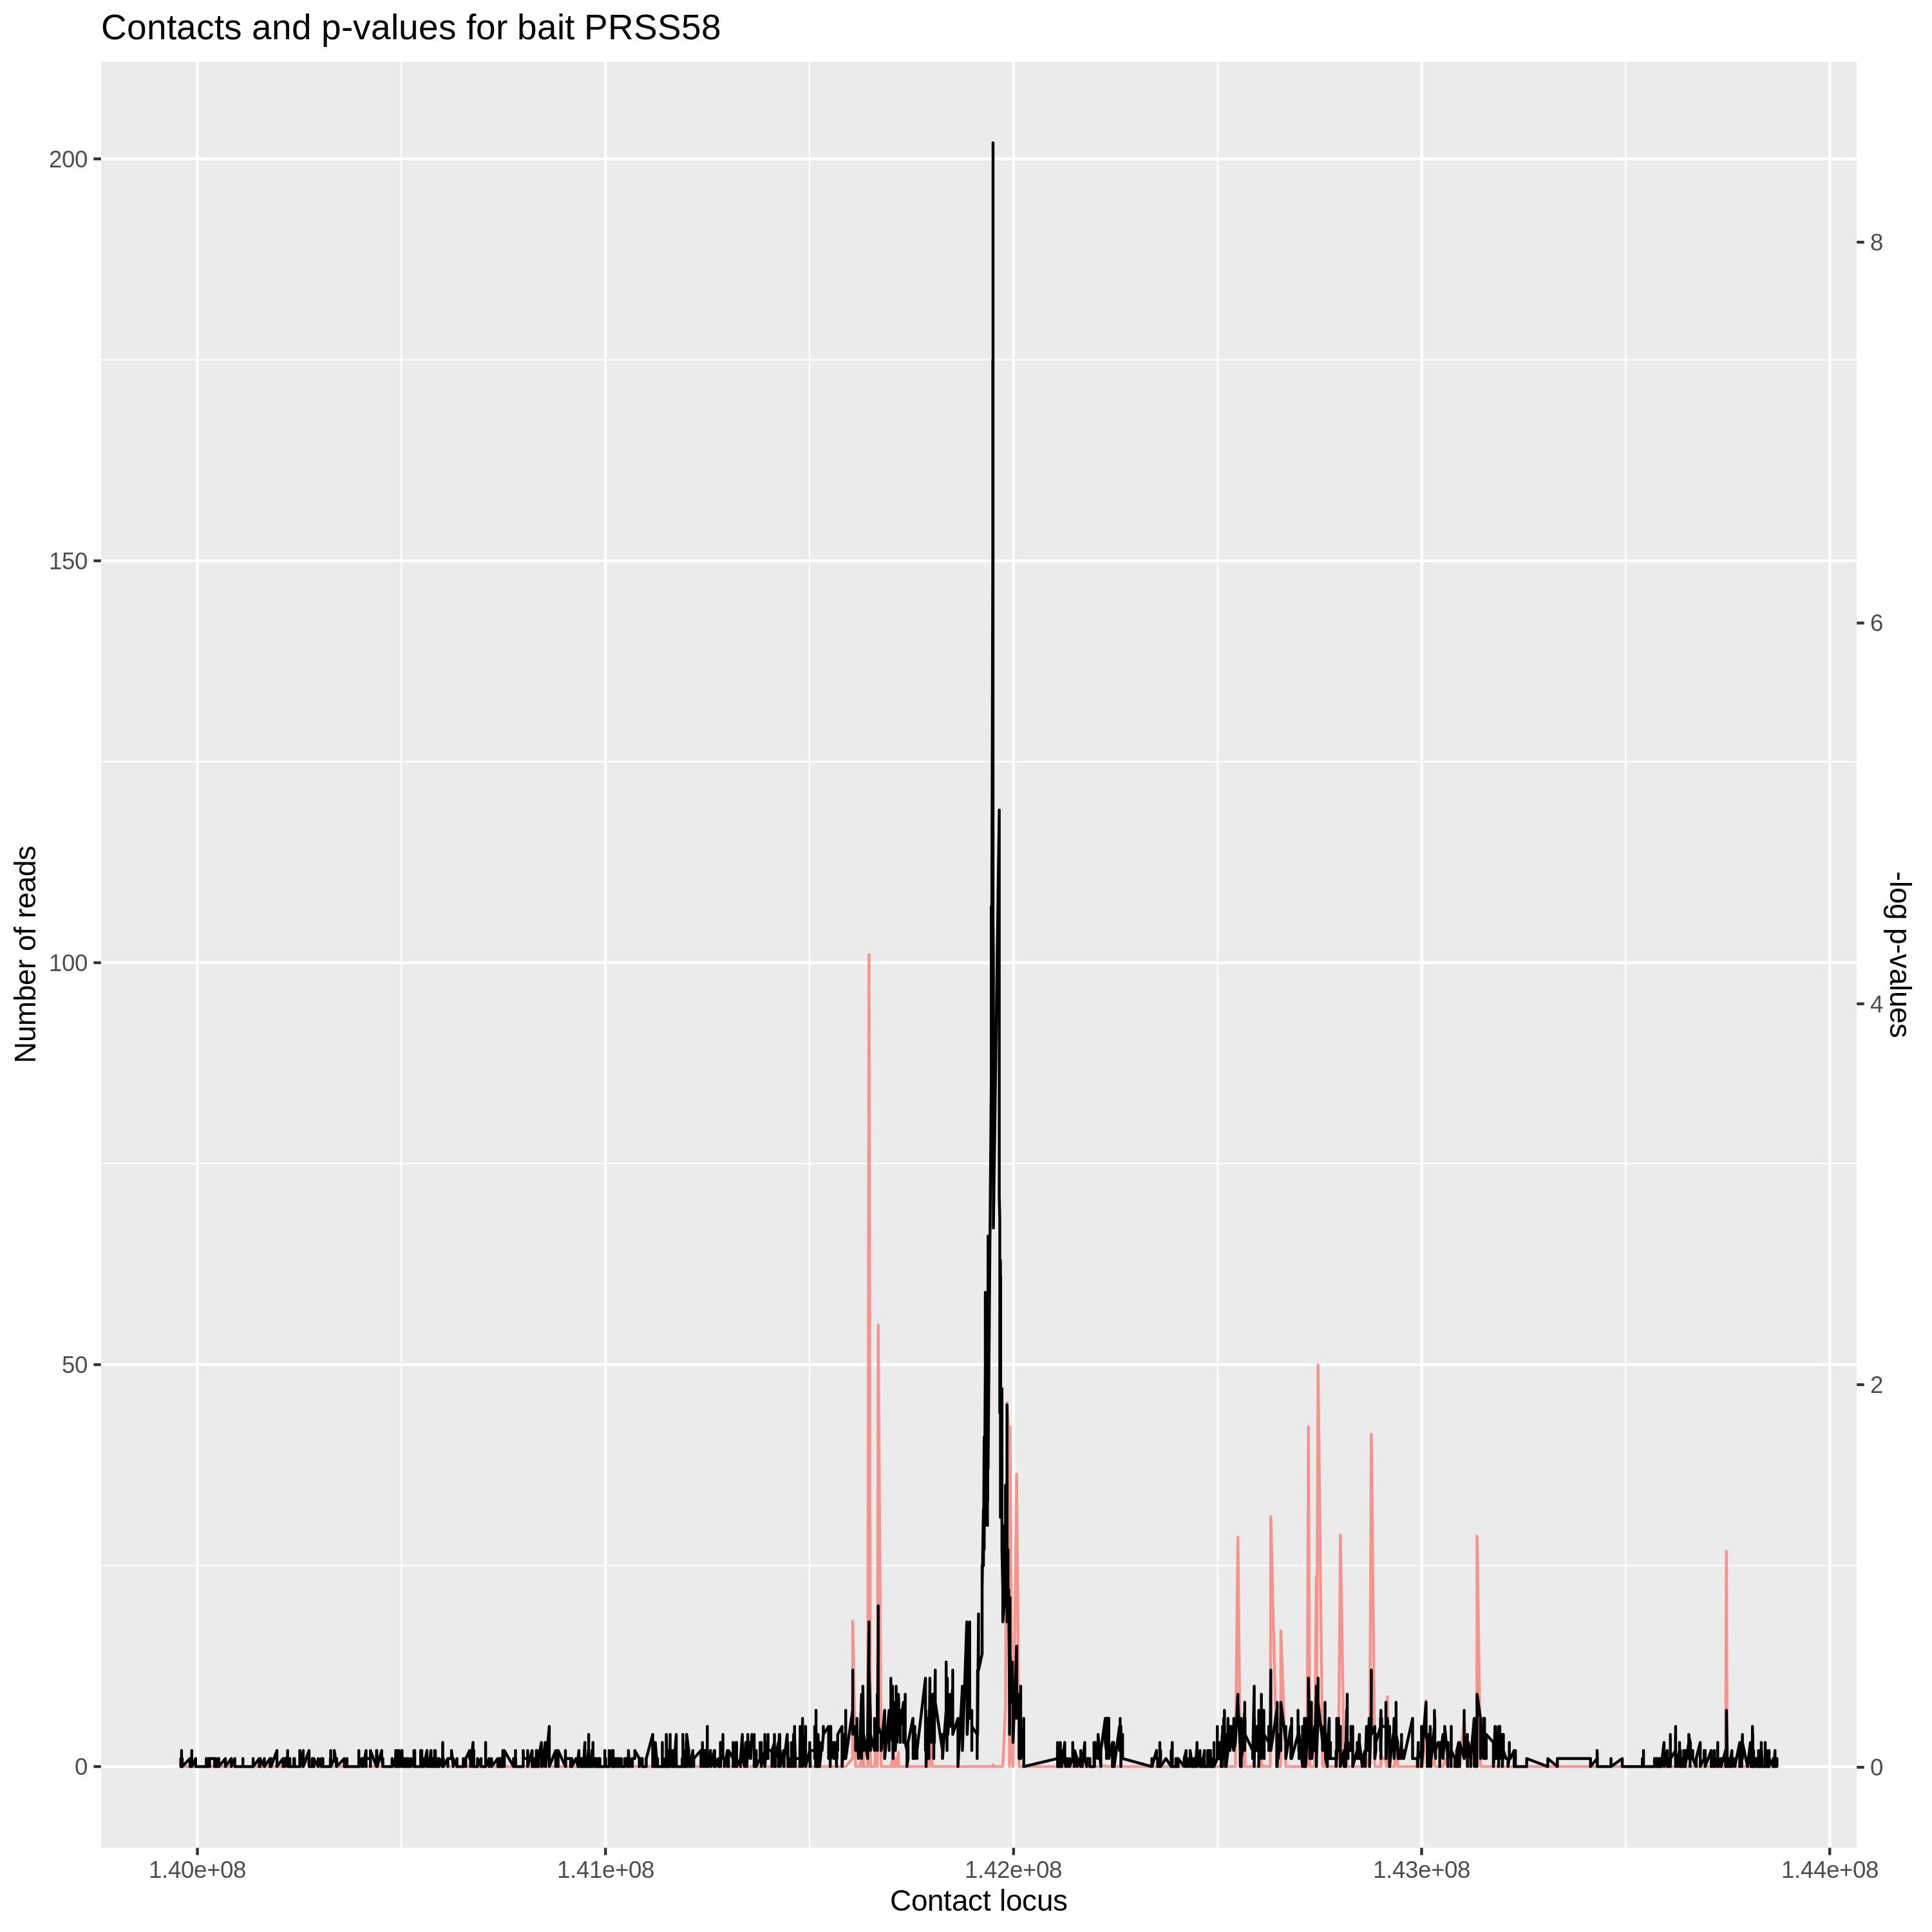 Contacts and p-values for bait PRSS58
Number of reads
200
150
100
50
0
8
6
4
2
0
-log p-values
1.40e+08
1.41e+08
1.42e+08
1.43e+08
1.44e+08
Contact locus